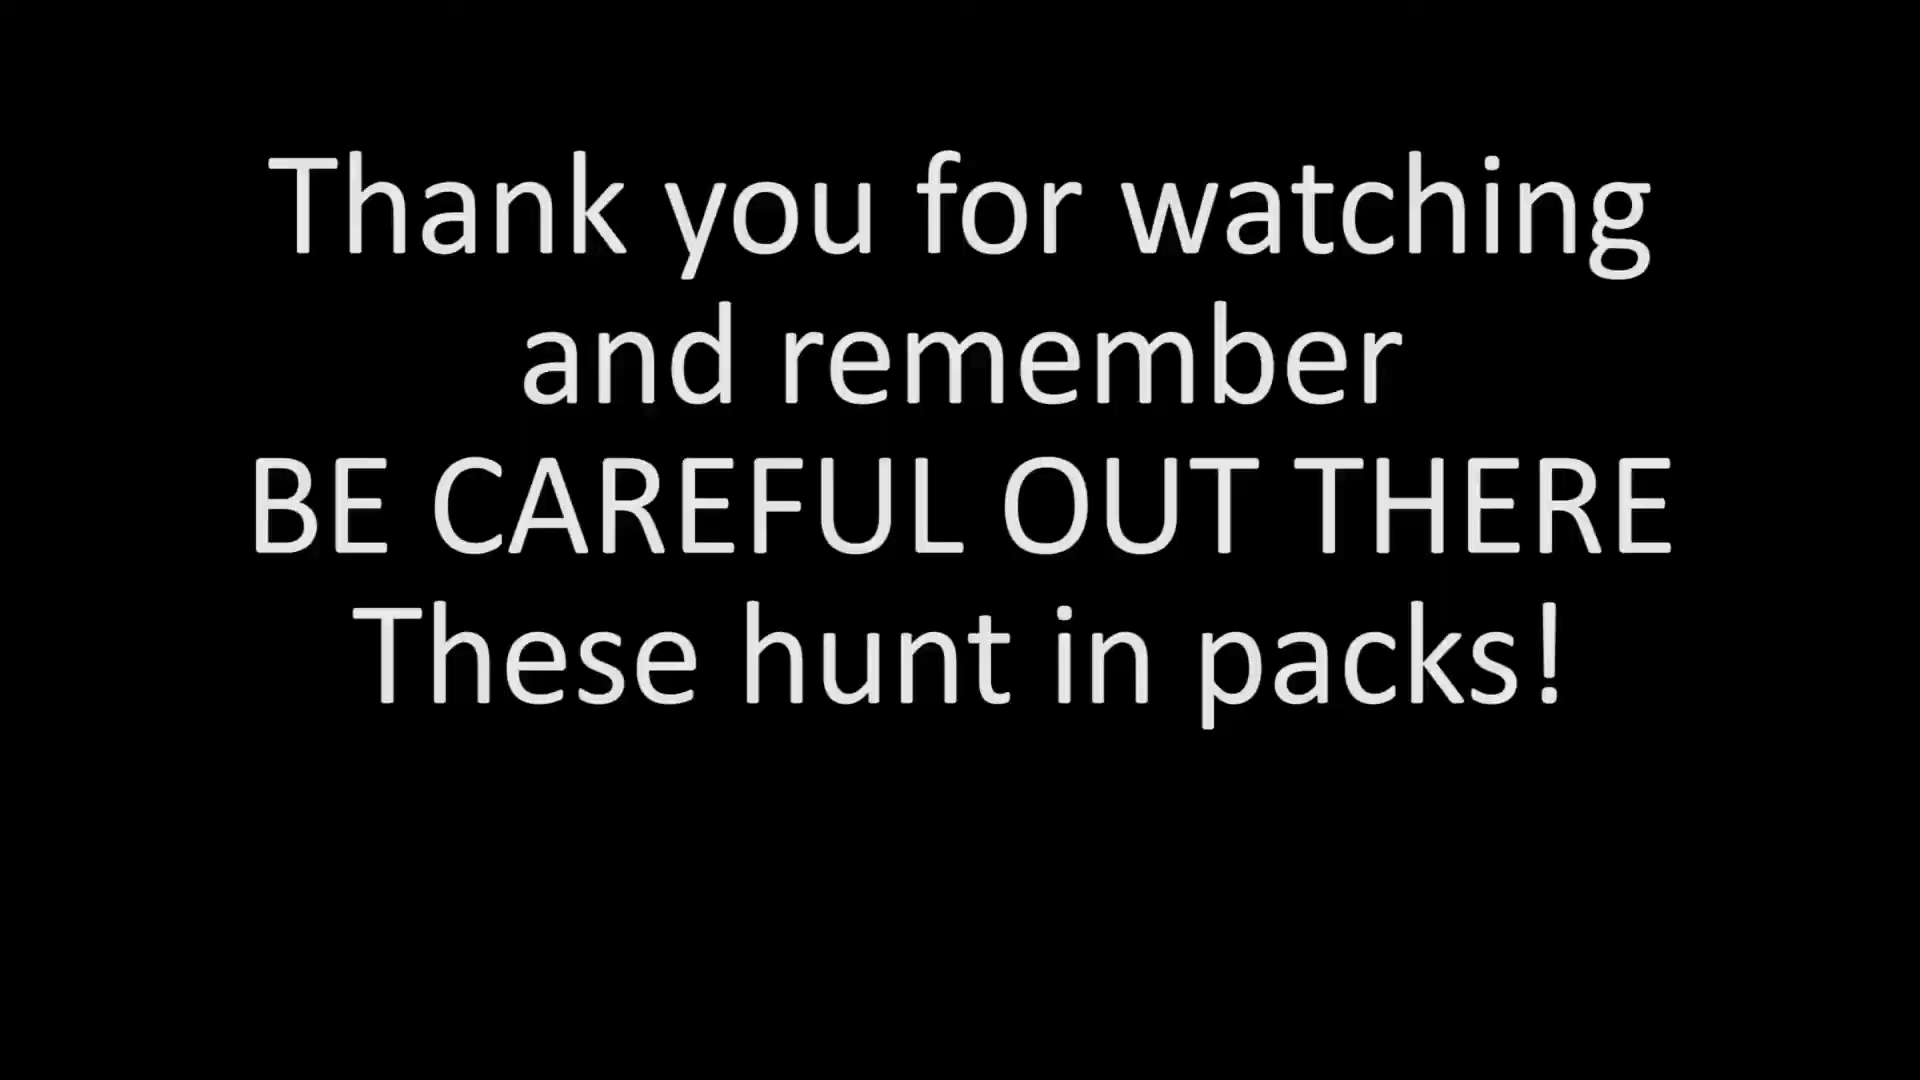 Thank you for watching
and remember
BE CAREFUL OUT THERE
These hunt in packs!